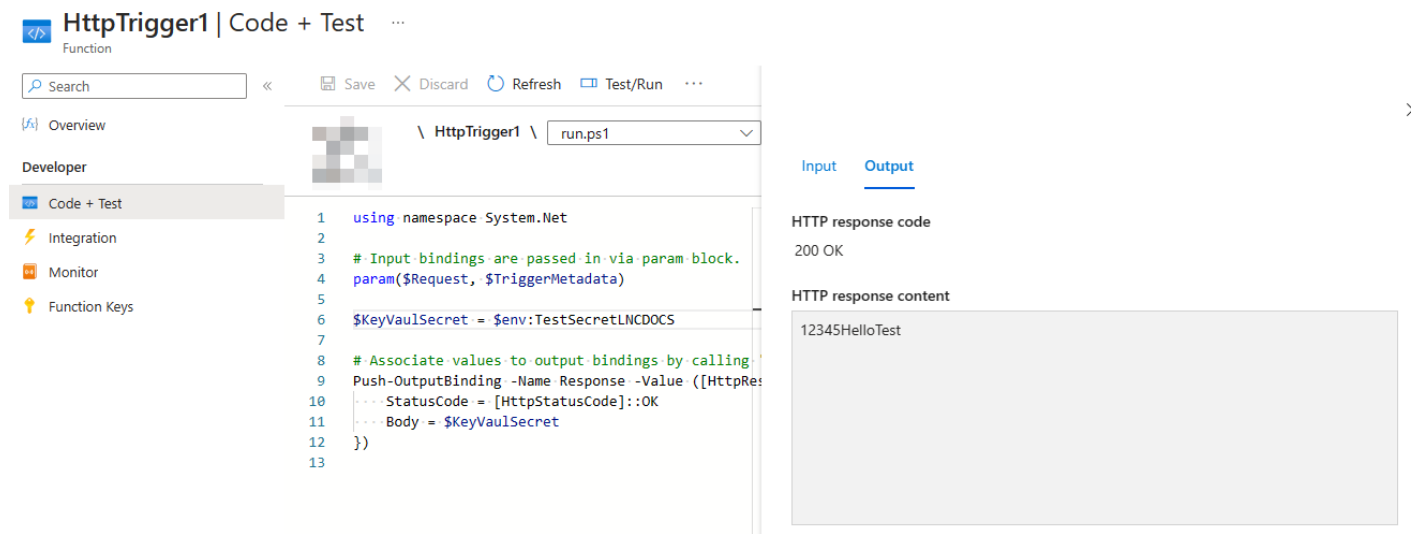 HttpTrigger1 | Code + Test ...
Function
Search «
Overview
Developer
Code + Test
Integration
Monitor
Function Keys
Save Discard Refresh Test/Run ...
\ HttpTrigger1 \ run.ps1
1 using namespace System.Net
2
3 # Input bindings are passed in via param block.
4 param($Request, $TriggerMetadata)
5
6 $KeyVaulSecret = $env:TestSecretLNCDOCS
7
8 # Associate values to output bindings by calling '
9 Push-OutputBinding -Name Response -Value ([HttpRes
10 StatusCode = [HttpStatusCode]::OK
11 Body = $KeyVaulSecret
12 })
13
Input Output
HTTP response code
200 OK
HTTP response content
12345HelloTest